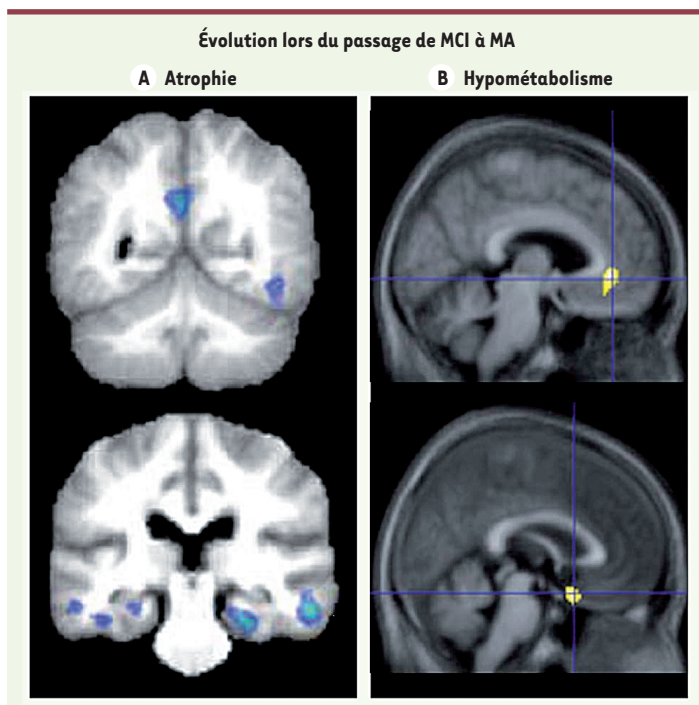 Évolution lors du passage de MCI à MA
A Atrophie
B Hypométabolisme